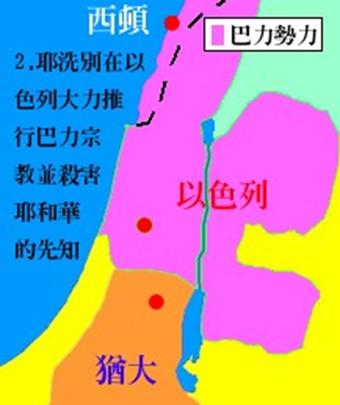 西頓
巴力勢力
2.耶洗別在以
色列大力推
行巴力宗
教並殺害
耶和華
的先知
以色列
猶大